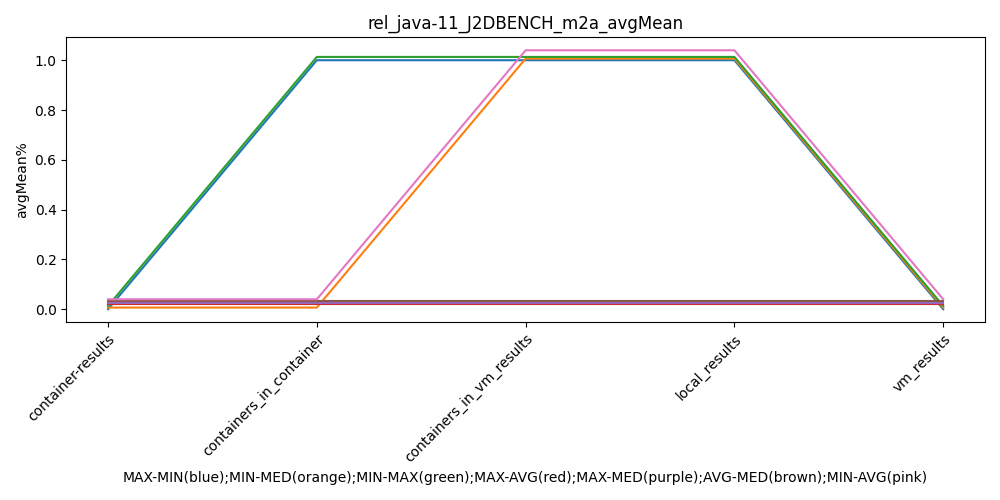 rel_java-11_J2DBENCH_m2a_avgMean
avgMean%
1.0
0.8
0.6
0.4
0.2
0.0
container-results
containers_in_container
containers_in_vm_results
local_results
vm_results
MAX-MIN(blue);MIN-MED(orange);MIN-MAX(green);MAX-AVG(red);MAX-MED(purple);AVG-MED(brown);MIN-AVG(pink)